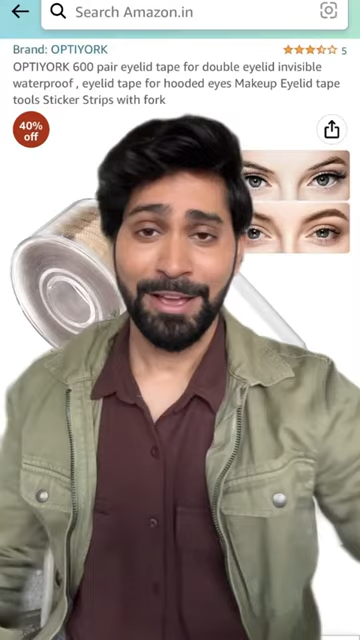 Search Amazon.in
Brand: OPTIYORK
5
OPTIYORK 600 pair eyelid tape for double eyelid invisible
waterproof , eyelid tape for hooded eyes Makeup Eyelid tape
tools Sticker Strips with fork
40%
off